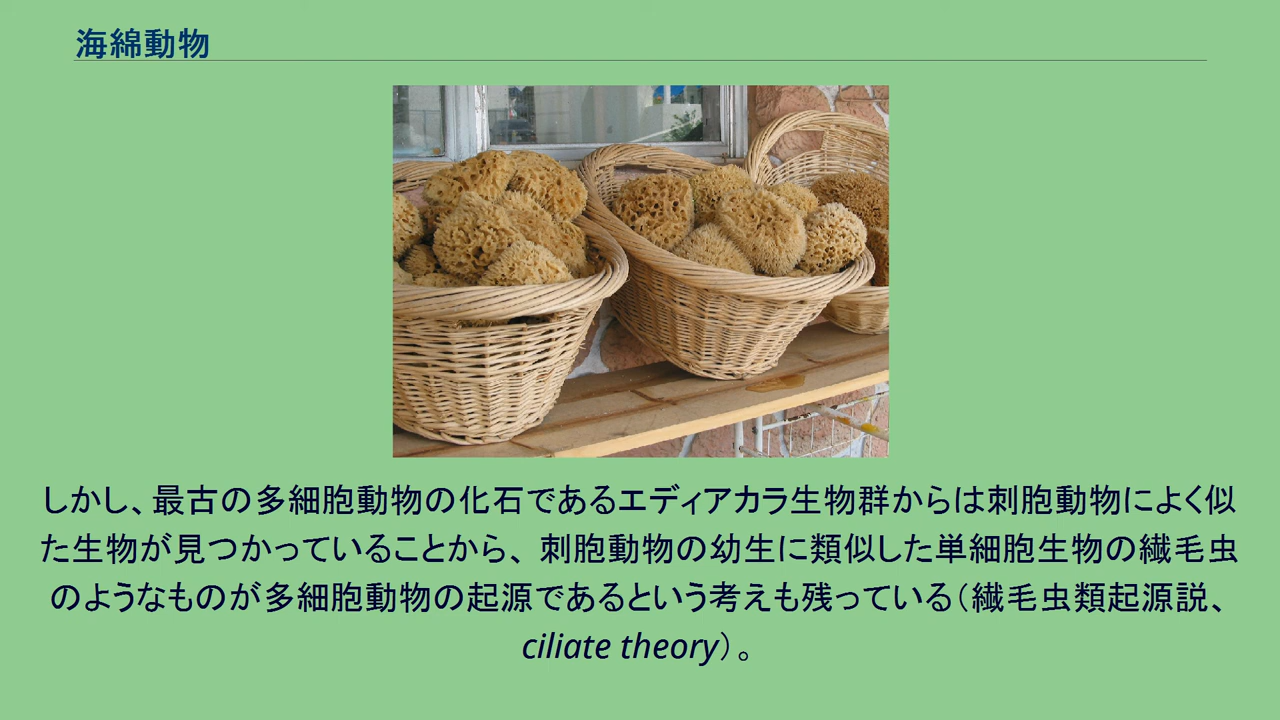 海綿動物
しかし、最古の多細胞動物の化石であるエディアカラ生物群からは刺胞動物によく似
た生物が見つかっていることから、 刺胞動物の幼生に類似した単細胞生物の繊毛虫
のようなものが多細胞動物の起源であるという考えも残っている（繊毛虫類起源説、
ciliate theory）。